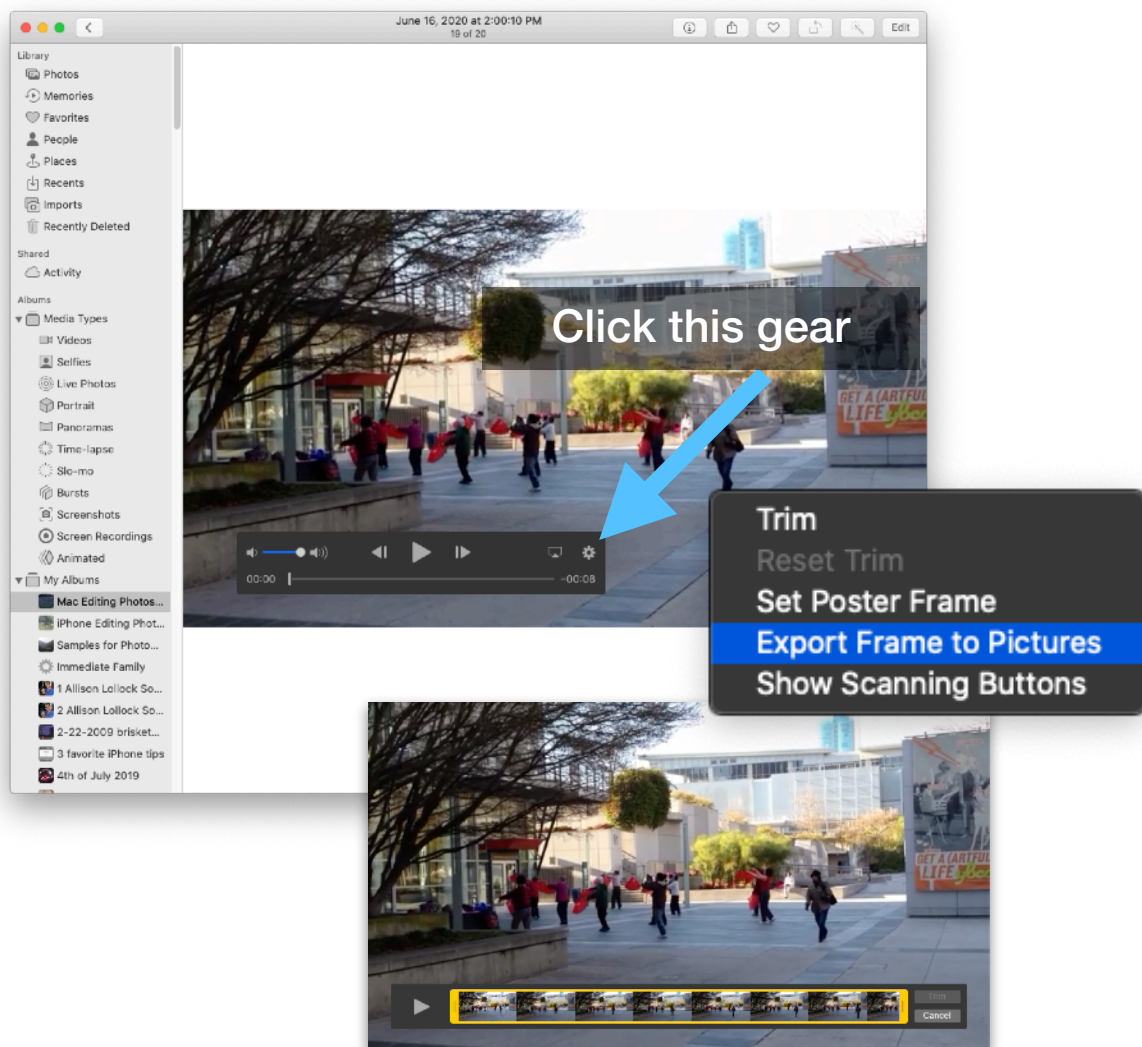 June 16, 2020 at 2:00:10 PM
19 of 20
Edit
Library
Photos
Memories
Favorites
People
Places
Recents
Imports
Recently Deleted
Shared
Activity
Albums
Media Types
Videos
Selfies
Live Photos
Portrait
Panoramas
Time-lapse
Slo-mo
Bursts
Screenshots
Screen Recordings
Animated
My Albums
Mac Editing Photos...
iPhone Editing Phot...
Samples for Photo...
Immediate Family
1 Allison Lollock So...
2 Allison Lollock So...
2-22-2009 brisket...
3 favorite iPhone tips
4th of July 2019
Click this gear
GET A (ARTFUL
LIFE ybca
00:00
-00:08
Trim
Reset Trim
Set Poster Frame
Export Frame to Pictures
Show Scanning Buttons
GET A (ARTFUL
LIFE ybca
Trim
Cancel